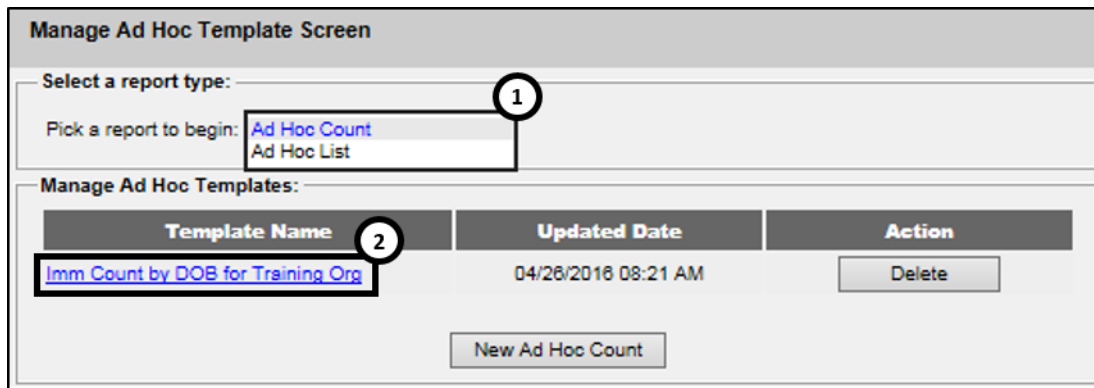 Manage Ad Hoc Template Screen
Select a report type:
1
Pick a report to begin: Ad Hoc Count
Ad Hoc List
Manage Ad Hoc Templates:
Template Name Updated Date Action
2
Imm Count by DOB for Training Org 04/26/2016 08:21 AM Delete
New Ad Hoc Count